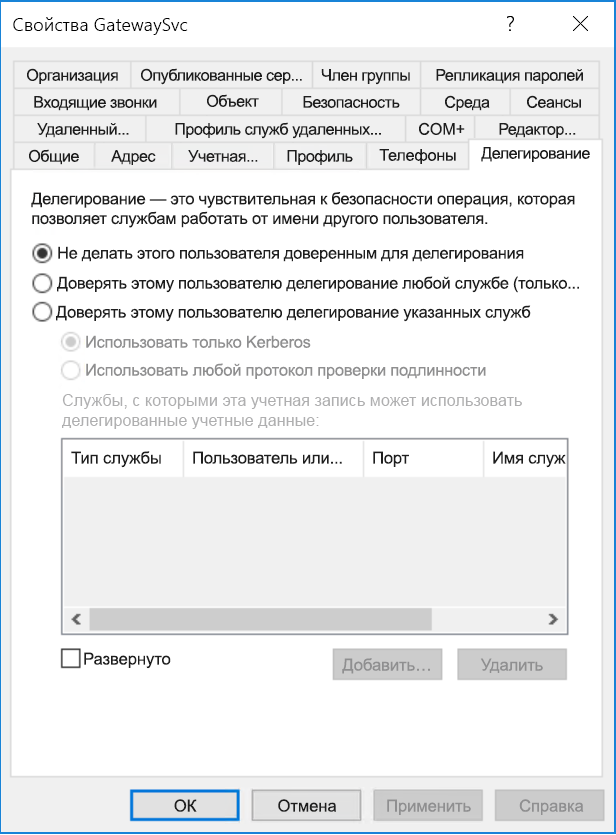 Свойства GatewaySvc
Организация Опубликованные сер... Член группы Репликация паролей
Входящие звонки Объект Безопасность Среда Сеансы
Удаленный... Профиль служб удаленных... COM+ Редактор...
Общие Адрес Учетная... Профиль Телефоны Делегирование
Делегирование — это чувствительная к безопасности операция, которая
позволяет службам работать от имени другого пользователя.
Не делать этого пользователя доверенным для делегирования
Доверять этому пользователю делегирование любой службе (только...
Доверять этому пользователю делегирование указанных служб
Использовать только Kerberos
Использовать любой протокол проверки подлинности
Службы, с которыми эта учетная запись может использовать
делегированные учетные данные:
Тип службы Пользователь или... Порт Имя служ
Развернуто Добавить... Удалить
ОК Отмена Применить Справка